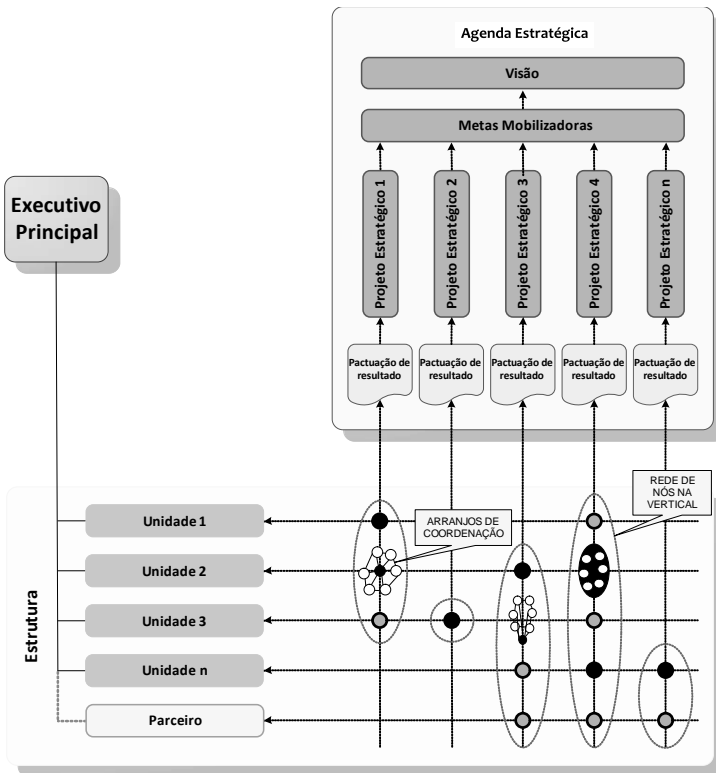 Agenda Estratégica
Visão
Metas Mobilizadoras
Executivo
Principal
Projeto Estratégico 1
Projeto Estratégico 2
Projeto Estratégico 3
Projeto Estratégico 4
Projeto Estratégico n
Pactuação de
resultado
Pactuação de
resultado
Pactuação de
resultado
Pactuação de
resultado
Pactuação de
resultado
REDE DE
NÓS NA
VERTICAL
ARRANJOS DE
COORDENAÇÃO
Estrutura
Unidade 1
Unidade 2
Unidade 3
Unidade n
Parceiro